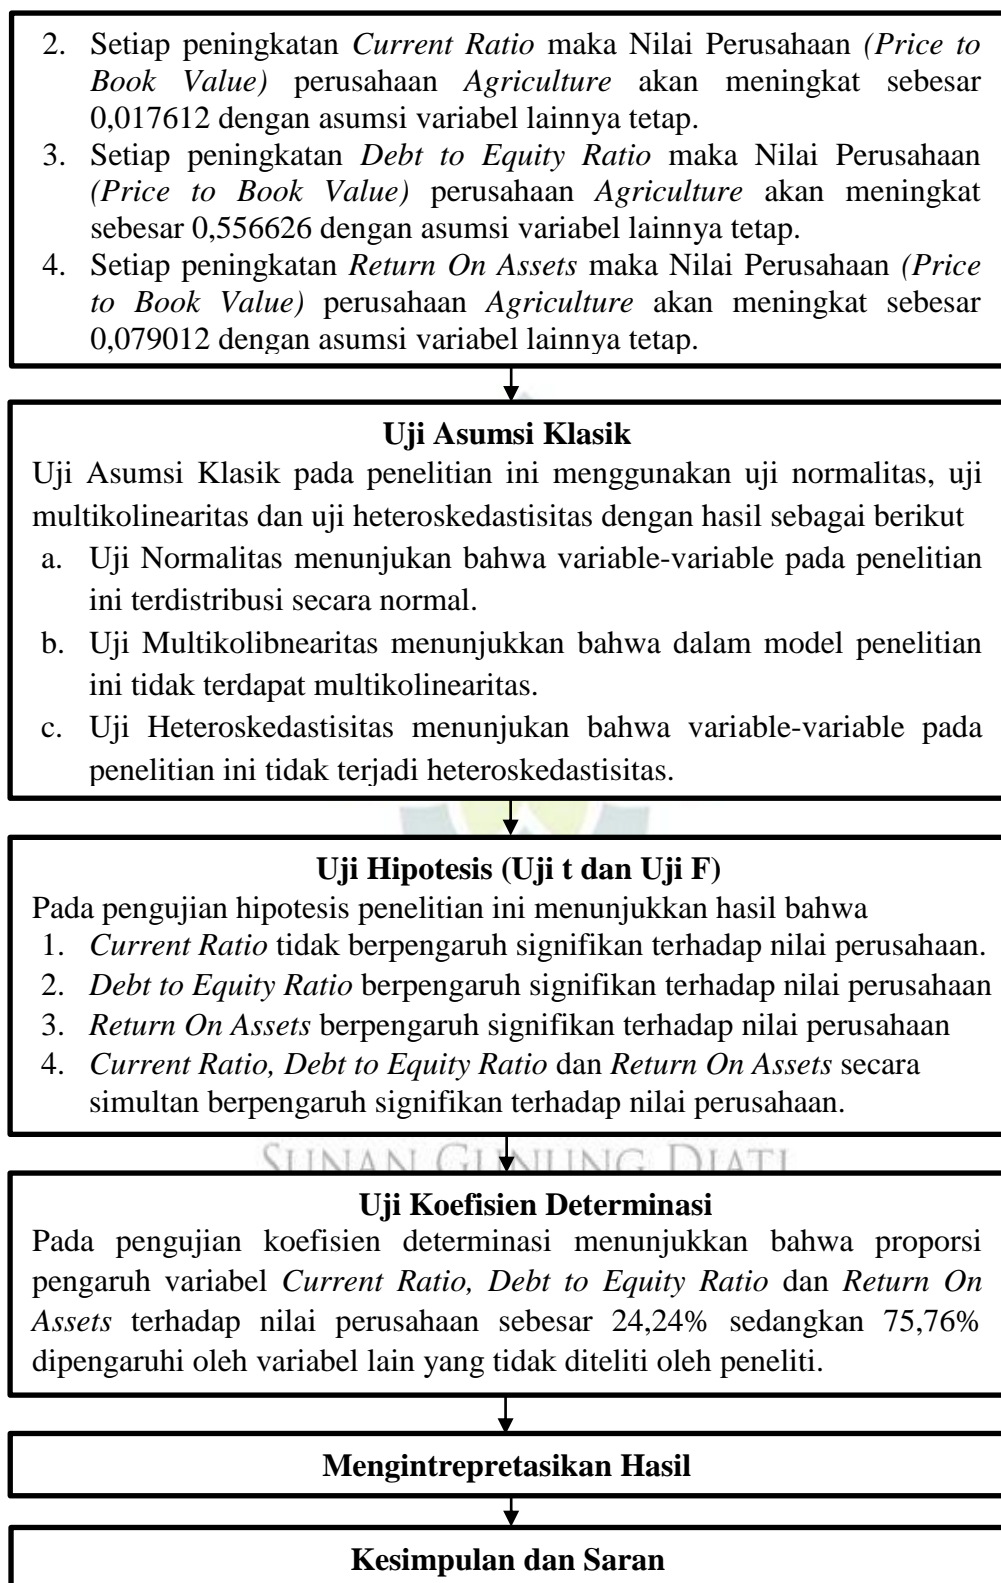 2. Setiap peningkatan Current Ratio maka Nilai Perusahaan (Price to
Book Value) perusahaan Agriculture akan meningkat sebesar
0,017612 dengan asumsi variabel lainnya tetap.
3. Setiap peningkatan Debt to Equity Ratio maka Nilai Perusahaan
(Price to Book Value) perusahaan Agriculture akan meningkat
sebesar 0,556626 dengan asumsi variabel lainnya tetap.
4. Setiap peningkatan Return On Assets maka Nilai Perusahaan (Price
to Book Value) perusahaan Agriculture akan meningkat sebesar
0,079012 dengan asumsi variabel lainnya tetap.
Uji Asumsi Klasik
Uji Asumsi Klasik pada penelitian ini menggunakan uji normalitas, uji
multikolinearitas dan uji heteroskedastisitas dengan hasil sebagai berikut
a. Uji Normalitas menunjukan bahwa variable-variable pada penelitian
ini terdistribusi secara normal.
b. Uji Multikolibnearitas menunjukkan bahwa dalam model penelitian
ini tidak terdapat multikolinearitas.
c. Uji Heteroskedastisitas menunjukan bahwa variable-variable pada
penelitian ini tidak terjadi heteroskedastisitas.
Uji Hipotesis (Uji t dan Uji F)
Pada pengujian hipotesis penelitian ini menunjukkan hasil bahwa
1. Current Ratio tidak berpengaruh signifikan terhadap nilai perusahaan.
2. Debt to Equity Ratio berpengaruh signifikan terhadap nilai perusahaan
3. Return On Assets berpengaruh signifikan terhadap nilai perusahaan
4. Current Ratio, Debt to Equity Ratio dan Return On Assets secara
simultan berpengaruh signifikan terhadap nilai perusahaan.
SUNAN GUNUNG DJATI
Uji Koefisien Determinasi
Pada pengujian koefisien determinasi menunjukkan bahwa proporsi
pengaruh variabel Current Ratio, Debt to Equity Ratio dan Return On
Assets terhadap nilai perusahaan sebesar 24,24% sedangkan 75,76%
dipengaruhi oleh variabel lain yang tidak diteliti oleh peneliti.
Mengintrepretasikan Hasil
Kesimpulan dan Saran